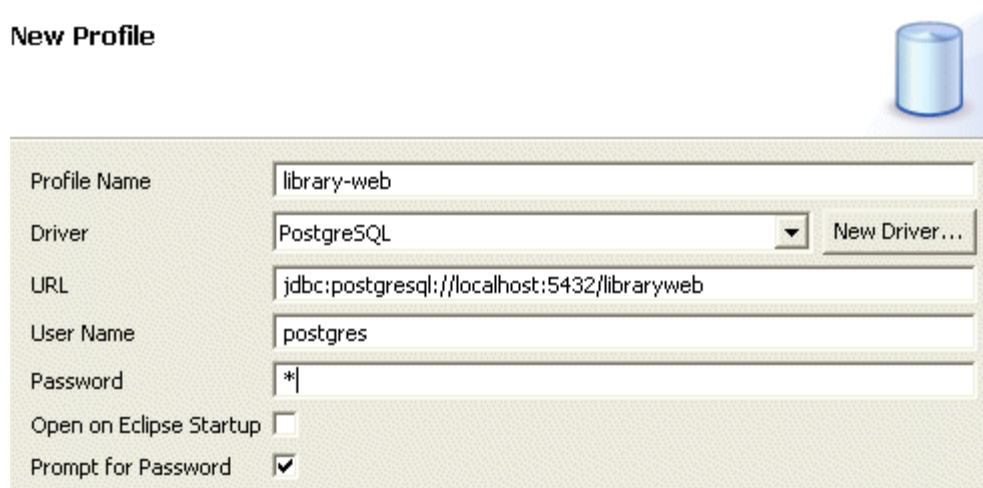 New Profile
Profile Name library-web
Driver PostgreSQL New Driver...
URL jdbc:postgresql://localhost:5432/libraryweb
User Name postgres
Password *
Open on Eclipse Startup
Prompt for Password